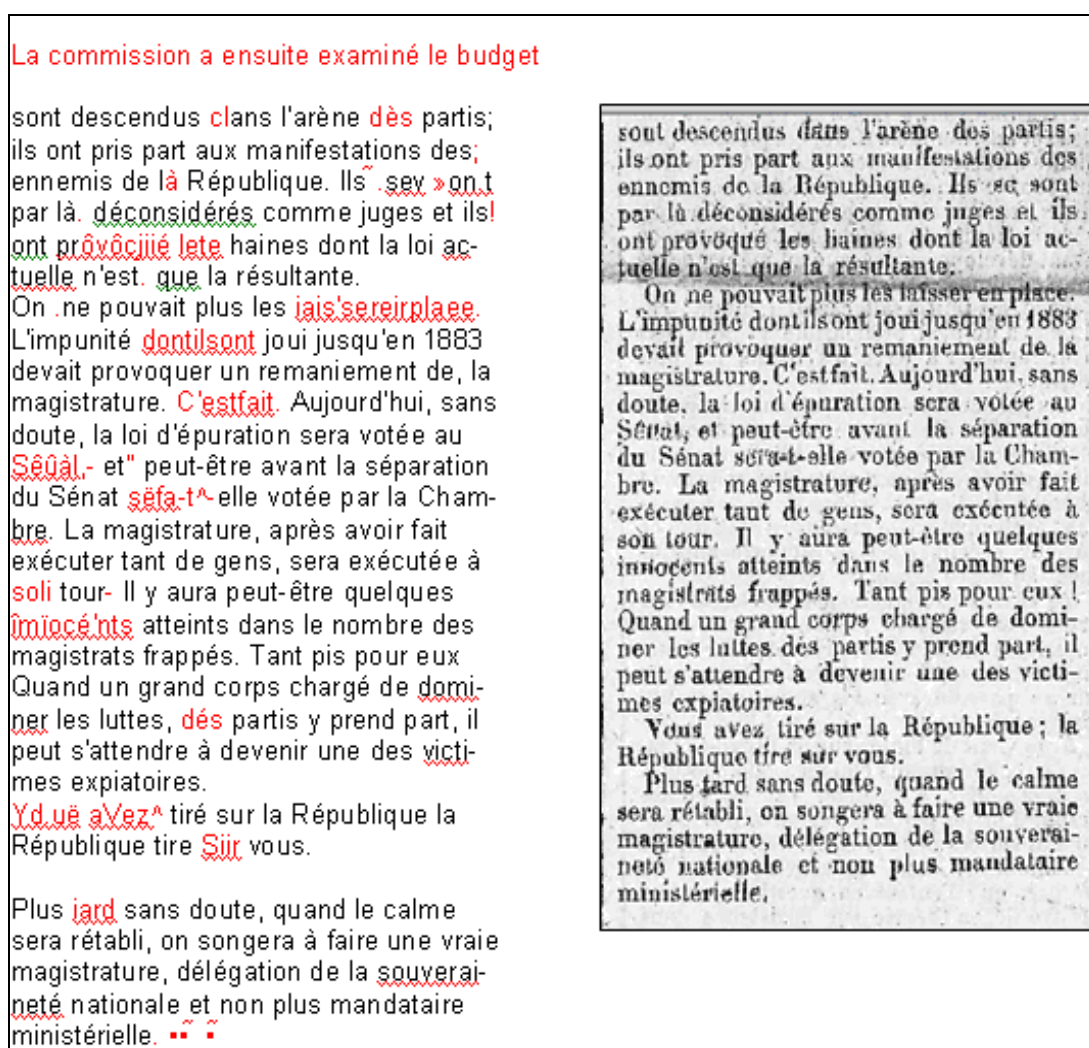 La commission a ensuite examiné le budget
sont descendus clans l'arène dès partis;
ils ont pris part aux manifestations des;
ennemis de là République. Ils˜ .sev »on.t
par là. déconsidérés comme juges et ils!
ont prôvôcjiié lete haines dont la loi ac-
tuelle n'est. que la résultante.
On .ne pouvait plus les iais'sereirplaee.
L'impunité dontilsont joui jusqu'en 1883
devait provoquer un remaniement de, la
magistrature. C'estfait. Aujourd'hui, sans
doute, la loi d'épuration sera votée au
Sêûàl,- et" peut-être avant la séparation
du Sénat sëfa-t^-elle votée par la Cham-
bre. La magistrature, après avoir fait
exécuter tant de gens, sera exécutée à
soli tour- Il y aura peut-être quelques
îmïocé'nts atteints dans le nombre des
magistrats frappés. Tant pis pour eux
Quand un grand corps chargé de domi-
ner les luttes, dés partis y prend part, il
peut s'attendre à devenir une des victi-
mes expiatoires.
Yd.uë aVez^ tiré sur la République la
République tire Siir vous.
Plus iard sans doute, quand le calme
sera rétabli, on songera à faire une vraie
magistrature, délégation de la souverai-
neté nationale et non plus mandataire
ministérielle.
sont descendus dans l'arène des partis;
ils ont pris part aux manifestations des
ennemis de la République. Ils se sont
par là déconsidérés comme juges et ils
ont provoqué les haines dont la loi ac-
tuelle n'est que la résultante.
On ne pouvait plus les laisser en place.
L'impunité dont ils ont joui jusqu'en 1883
devait provoquer un remaniement de la
magistrature. C'est fait. Aujourd'hui, sans
doute, la loi d'épuration sera votée au
Sénat, et peut-être avant la séparation
du Sénat sera-t-elle votée par la Cham-
bre. La magistrature, après avoir fait
exécuter tant de gens, sera exécutée à
son tour. Il y aura peut-être quelques
innocents atteints dans le nombre des
magistrats frappés. Tant pis pour eux !
Quand un grand corps chargé de domi-
ner les luttes des partis y prend part, il
peut s'attendre à devenir une des victi-
mes expiatoires.
Vous avez tiré sur la République ; la
République tire sur vous.
Plus tard sans doute, quand le calme
sera rétabli, on songera à faire une vraie
magistrature, délégation de la souverai-
neté nationale et non plus mandataire
ministérielle.